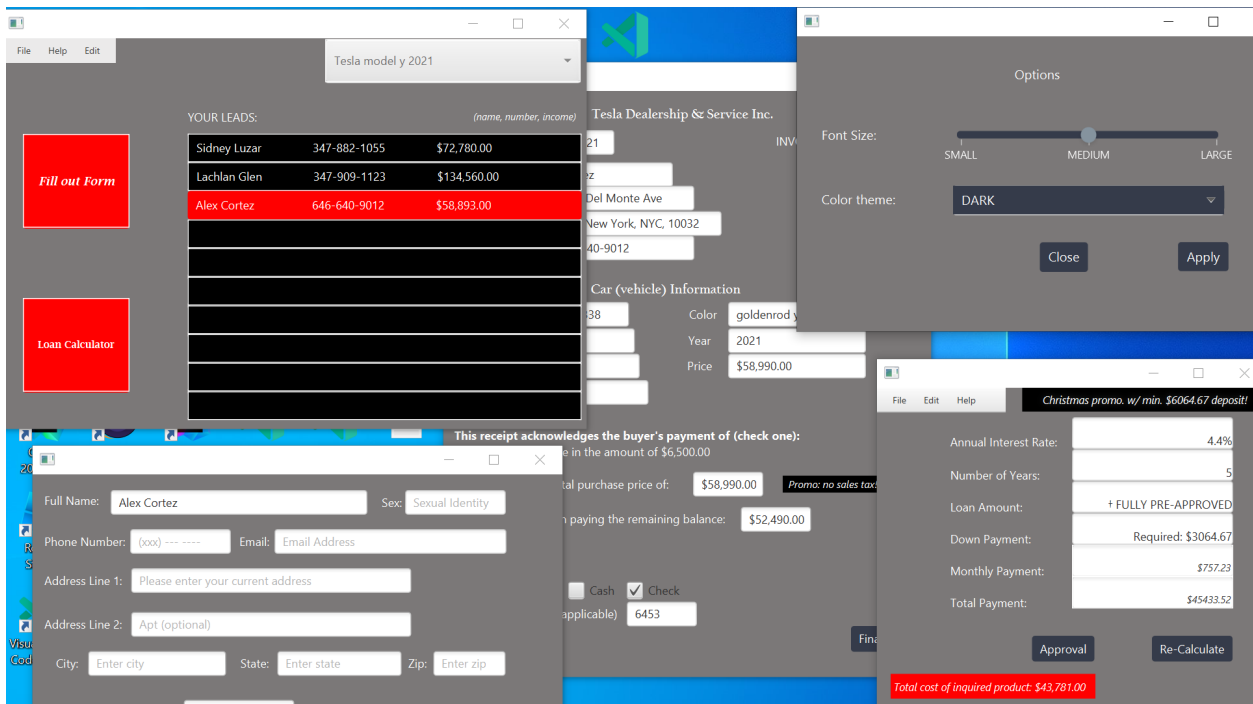 File Help Edit
Tesla model y 2021
YOUR LEADS: (name, number, income)
Sidney Luzar 347-882-1055 $72,780.00
Lachlan Glen 347-909-1123 $134,560.00
Alex Cortez 646-640-9012 $58,893.00
Fill out Form
Loan Calculator
Tesla Dealership & Service Inc.
21
INV
ez
Del Monte Ave
New York, NYC, 10032
40-9012
Car (vehicle) Information
38
Color goldenrod y
Year 2021
Price $58,990.00
This receipt acknowledges the buyer's payment of (check one):
e in the amount of $6,500.00
tal purchase price of: $58,990.00 Promo: no sales tax!
n paying the remaining balance: $52,490.00
Cash Check
applicable) 6453
Fina
Options
Font Size:
SMALL MEDIUM LARGE
Color theme: DARK
Close Apply
File Edit Help
Christmas promo. w/ min. $6064.67 deposit!
Annual Interest Rate: 4.4%
Number of Years: 5
Loan Amount: + FULLY PRE-APPROVED
Down Payment: Required: $3064.67
Monthly Payment: $757.23
Total Payment: $45433.52
Approval Re-Calculate
Total cost of inquired product: $43,781.00
Full Name: Alex Cortez Sex: Sexual Identity
Phone Number: (xxx) --- ---- Email: Email Address
Address Line 1: Please enter your current address
Address Line 2: Apt (optional)
City: Enter city State: Enter state Zip: Enter zip
20
R
S
Visu
Cod